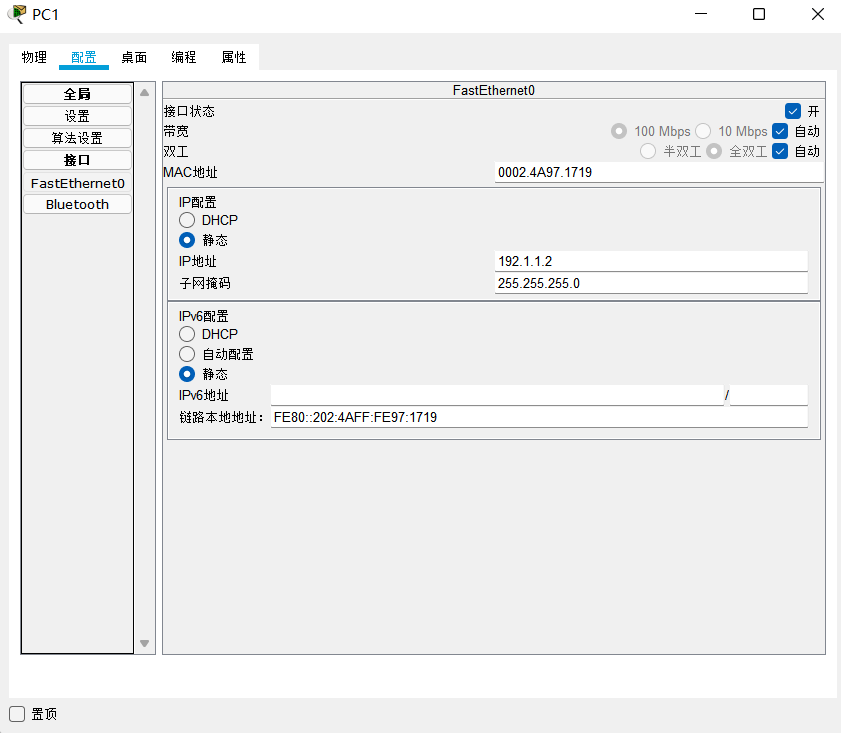 PC1
物理 配置 桌面 编程 属性
全局
设置
算法设置
接口
FastEthernet0
Bluetooth
FastEthernet0
接口状态 开
带宽 100 Mbps 10 Mbps 自动
双工 半双工 全双工 自动
MAC地址 0002.4A97.1719
IP配置
DHCP
静态
IP地址 192.1.1.2
子网掩码 255.255.255.0
IPv6配置
DHCP
自动配置
静态
IPv6地址 /
链路本地地址: FE80::202:4AFF:FE97:1719
置顶